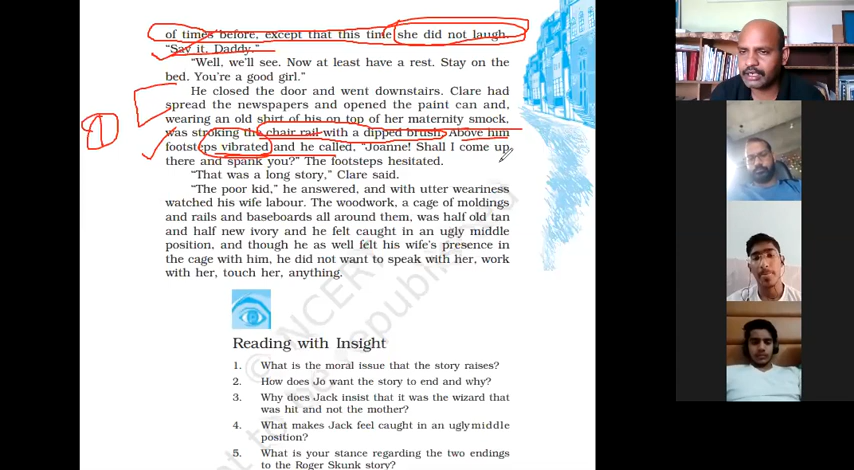 of times before, except that this time she did not laugh.
“Say it, Daddy.”
“Well, we'll see. Now at least have a rest. Stay on the
bed. You're a good girl.”
He closed the door and went downstairs. Clare had
spread the newspapers and opened the paint can and,
wearing an old shirt of his on top of her maternity smock.
was stroking the chair rail with a dipped brush. Above him
footsteps vibrated and he called, “Joanne! Shall I come up
there and spank you?” The footsteps hesitated.
“That was a long story,” Clare said.
“The poor kid,” he answered, and with utter weariness
watched his wife labour. The woodwork, a cage of moldings
and rails and baseboards all around them, was half old tan
and half new ivory and he felt caught in an ugly middle
position, and though he as well felt his wife's presence in
the cage with him, he did not want to speak with her, work
with her, touch her, anything.
Reading with Insight
1. What is the moral issue that the story raises?
2. How does Jo want the story to end and why?
3. Why does Jack insist that it was the wizard that
was hit and not the mother?
4. What makes Jack feel caught in an ugly middle
position?
5. What is your stance regarding the two endings
to the Roger Skunk story?